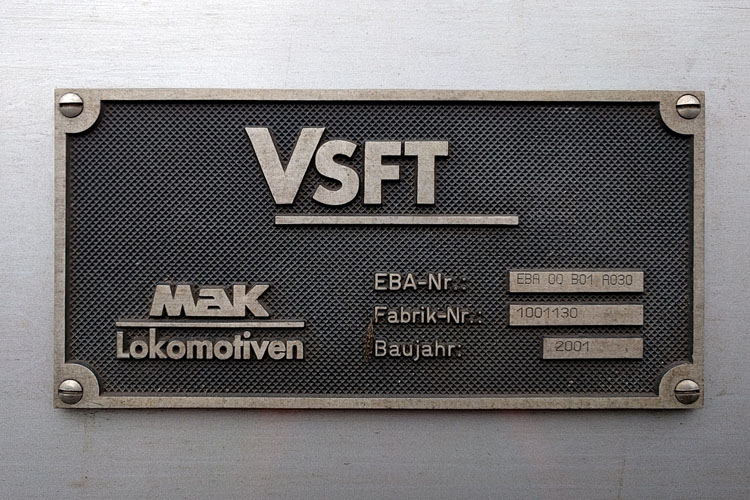 VSFT
MaK
Lokomotiven
EBA-Nr.: EBA 00 B01 A030
Fabrik-Nr.: 1001130
Baujahr: 2001